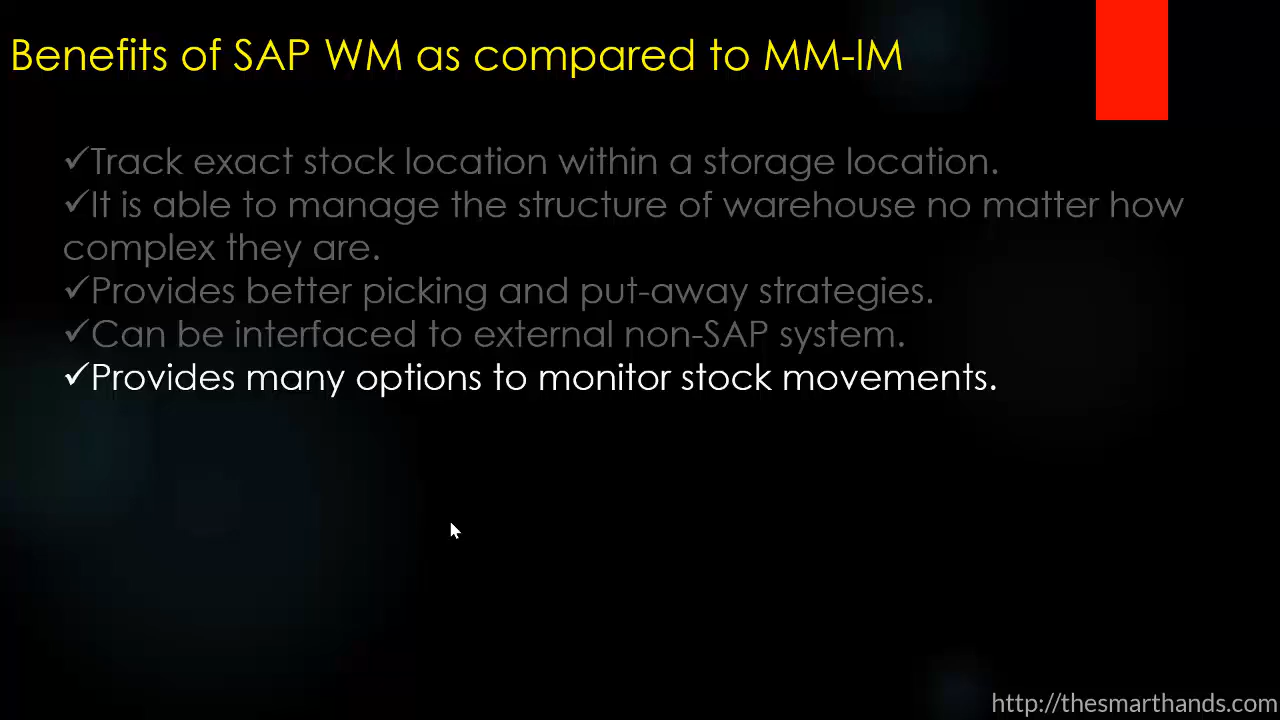 Benefits of SAP WM as compared to MM-IM
✓Track exact stock location within a storage location.
✓It is able to manage the structure of warehouse no matter how
complex they are.
✓Provides better picking and put-away strategies.
✓Can be interfaced to external non-SAP system.
✓Provides many options to monitor stock movements.
http://thesmarthands.com